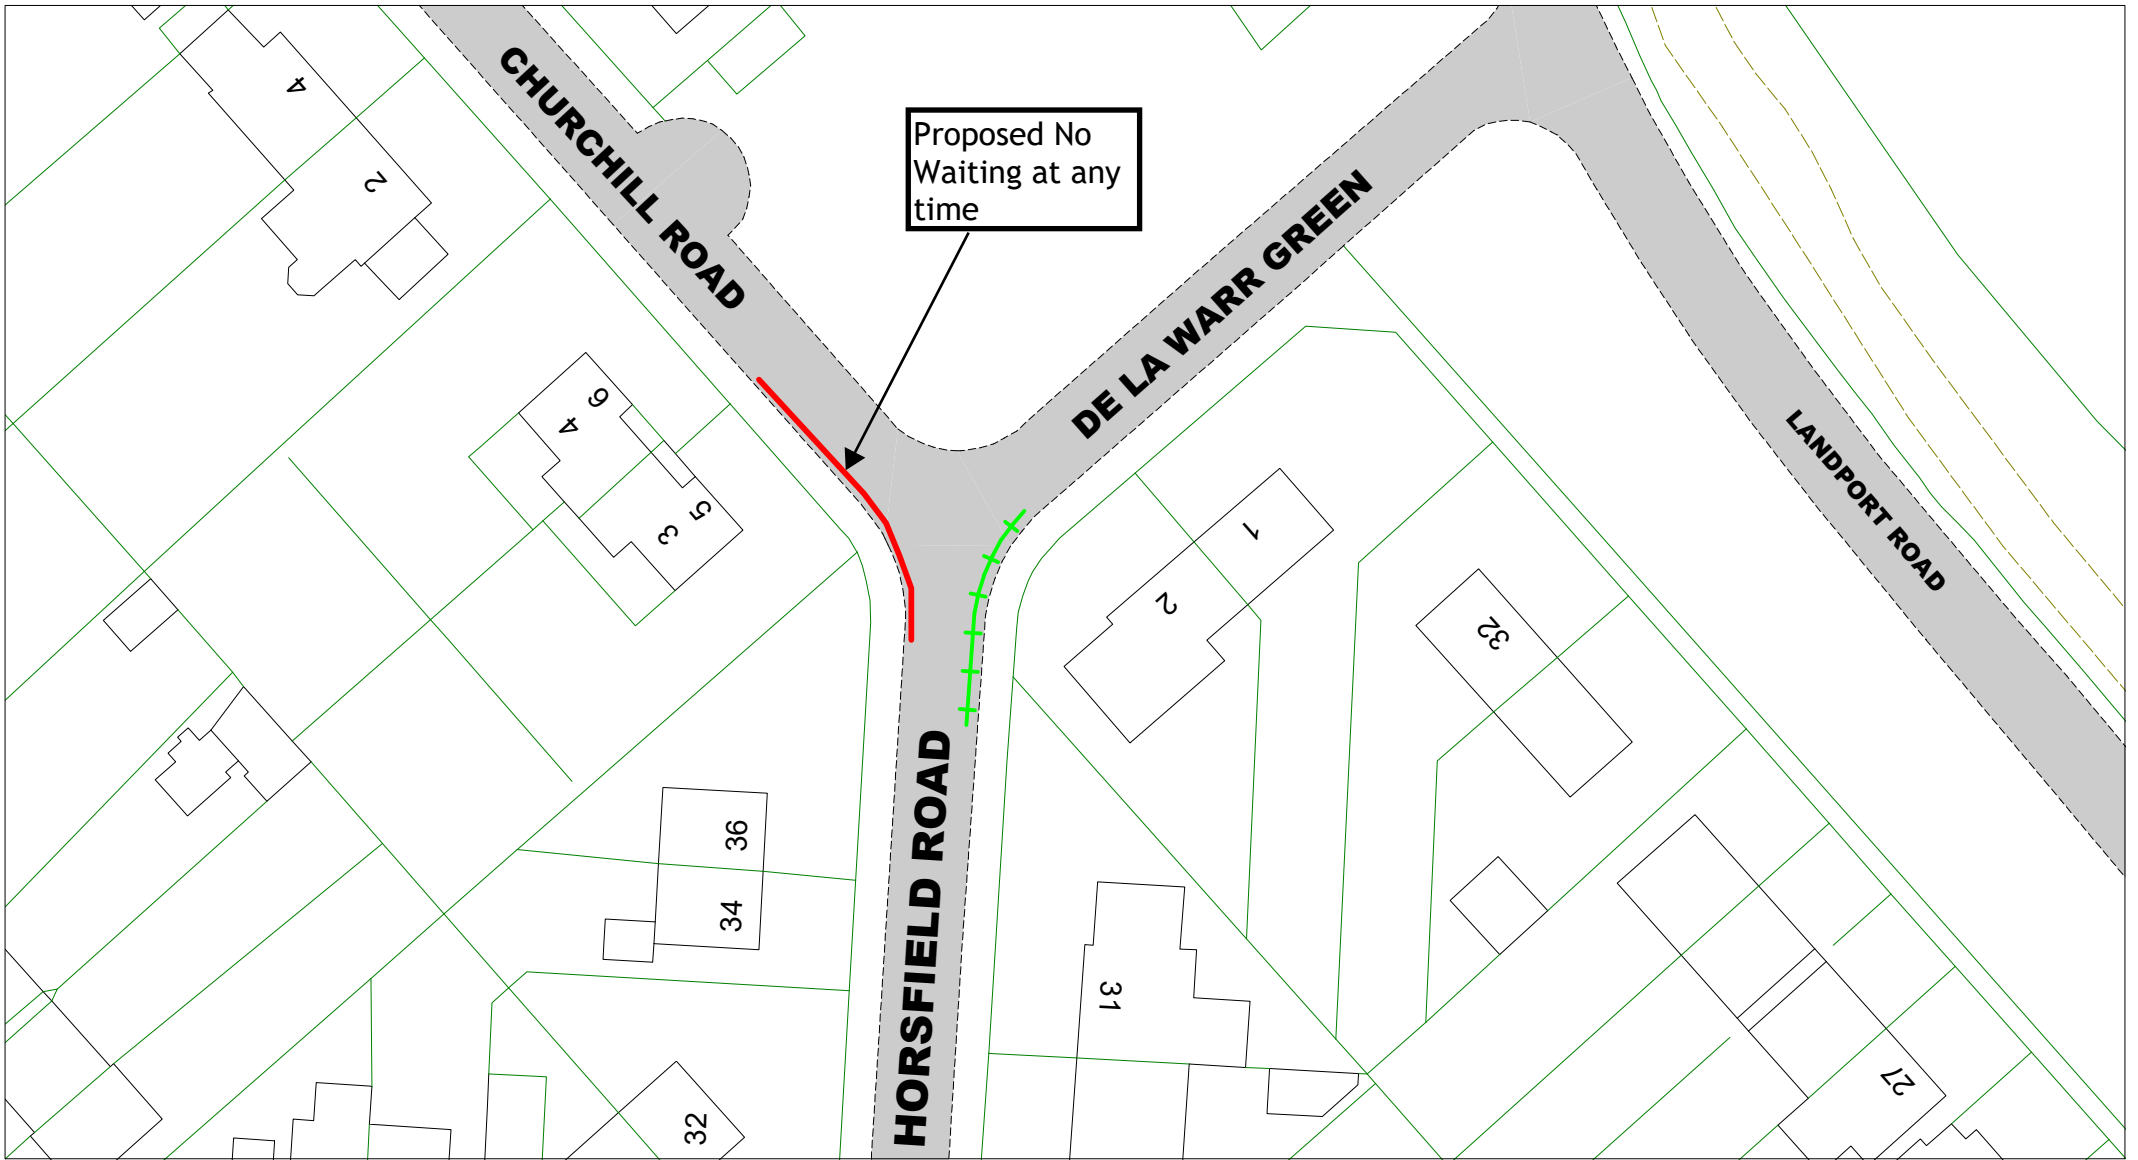 4
2
CHURCHILL ROAD
Proposed No
Waiting at any
time
DE LA WARR GREEN
LANDPORT ROAD
6
4
5
3
1
2
32
36
34
HORSFIELD ROAD
31
32
27